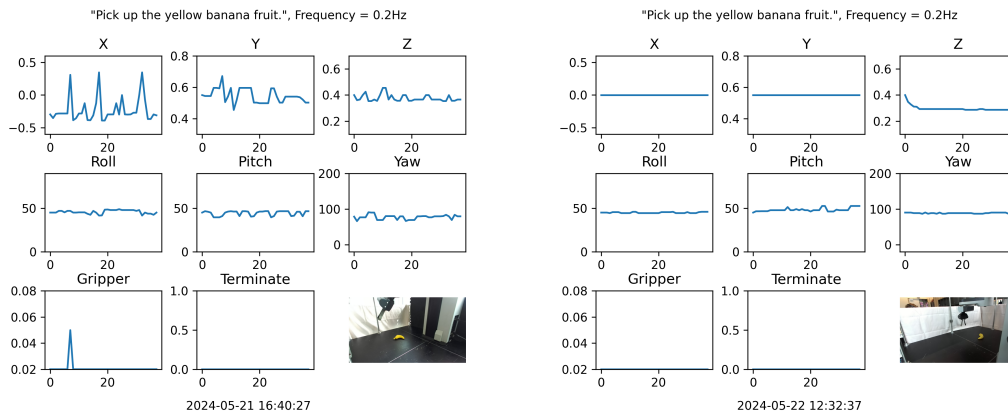 "Pick up the yellow banana fruit.", Frequency = 0.2Hz
X Y Z
0.5 0.0 −0.5 0 20
0.8 0.6 0.4 0 20
0.6 0.4 0.2 0 20
Roll Pitch Yaw
50 0 0 20
50 0 0 20
200 100 0 0 20
Gripper Terminate
0.08 0.06 0.04 0.02 0 20
1.0 0.5 0.0 0 20
2024-05-21 16:40:27
"Pick up the yellow banana fruit.", Frequency = 0.2Hz
X Y Z
0.5 0.0 −0.5 0 20
0.8 0.6 0.4 0 20
0.6 0.4 0.2 0 20
Roll Pitch Yaw
50 0 0 20
50 0 0 20
200 100 0 0 20
Gripper Terminate
0.08 0.06 0.04 0.02 0 20
1.0 0.5 0.0 0 20
2024-05-22 12:32:37